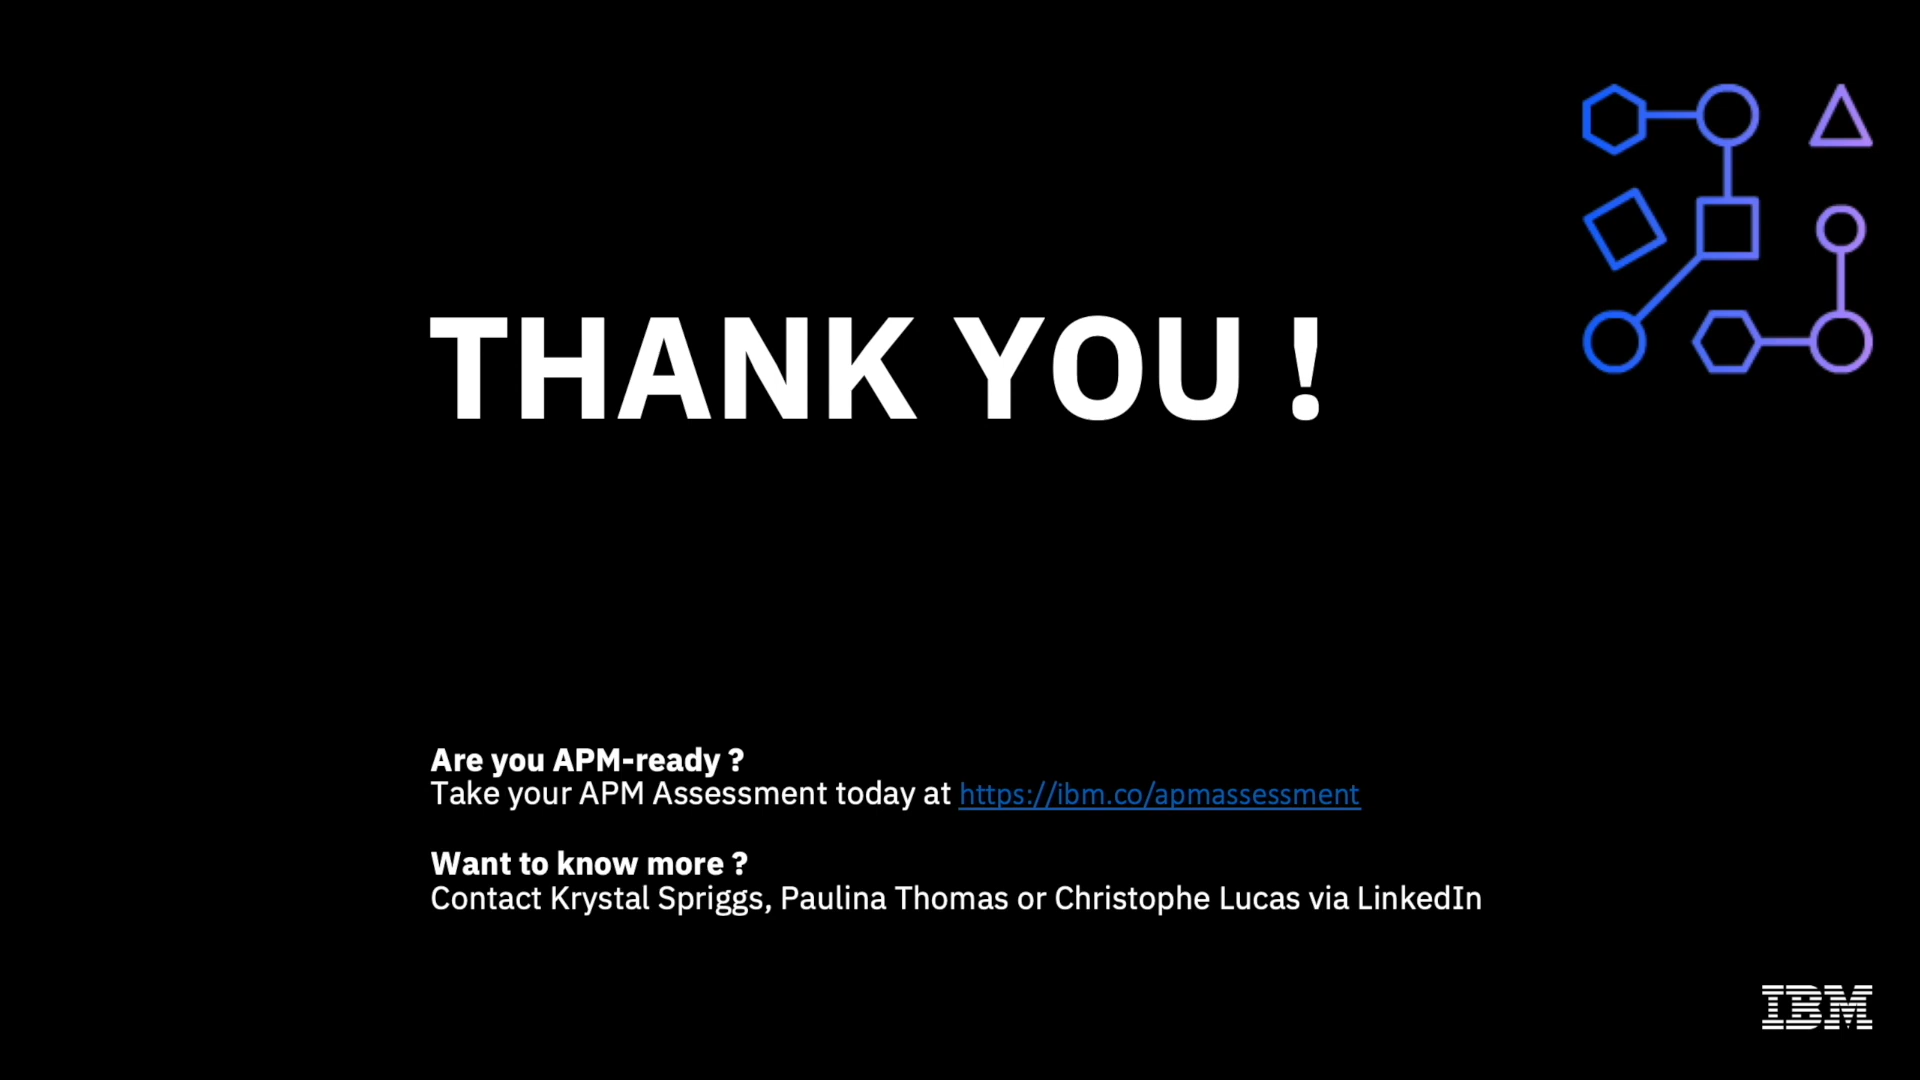 THANK YOU !
Are you APM-ready ?
Take your APM Assessment today at https://ibm.co/apmassessment
Want to know more ?
Contact Krystal Spriggs, Paulina Thomas or Christophe Lucas via LinkedIn
IBM